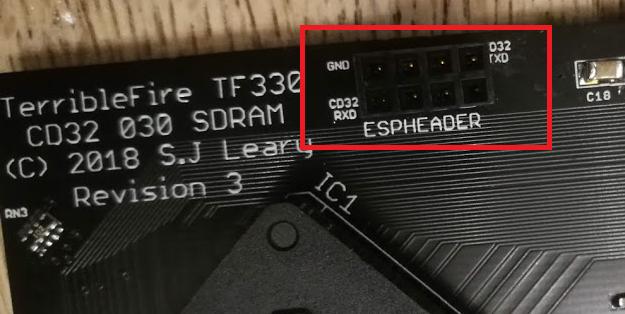 TerribleFire TF330
CD32 030 SDRAM
(C) 2018 S.J Leary
Revision 3
GND
D32
TXD
CD32
RXD
ESPHEADER
C18
RN3
IC1